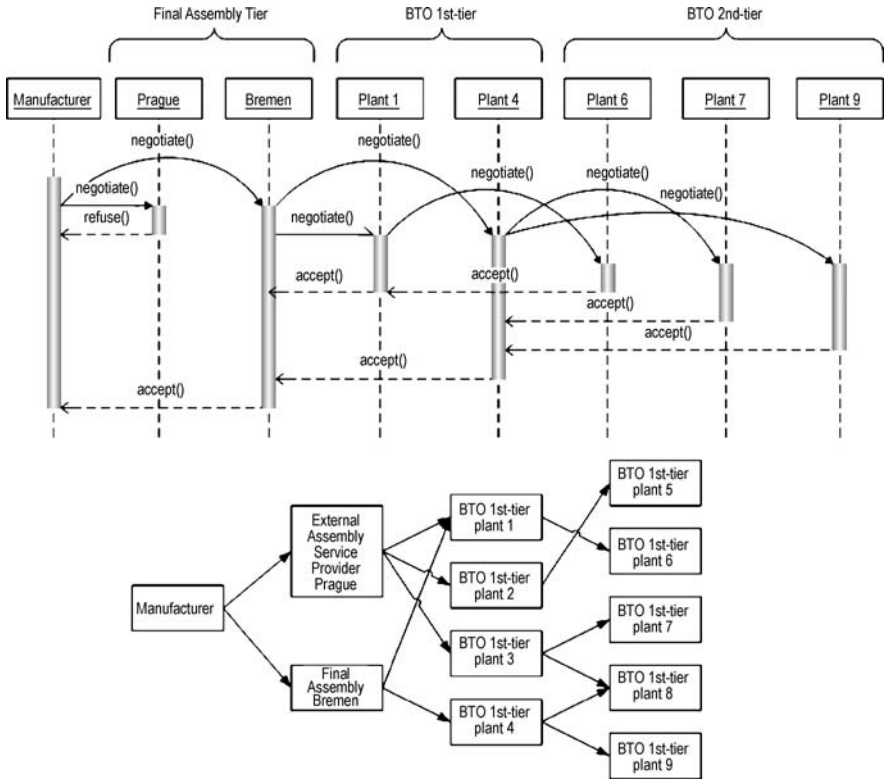 Final Assembly Tier
BTO 1st-tier
BTO 2nd-tier
Manufacturer
Prague
Bremen
Plant 1
Plant 4
Plant 6
Plant 7
Plant 9
negotiate()
negotiate()
negotiate()
negotiate()
negotiate()
negotiate()
negotiate()
refuse()
accept()
accept()
accept()
accept()
accept()
accept()
External
Assembly
Service
Provider
Prague
Manufacturer
Final
Assembly
Bremen
BTO 1st-tier
plant 1
BTO 1st-tier
plant 2
BTO 1st-tier
plant 3
BTO 1st-tier
plant 4
BTO 1st-tier
plant 5
BTO 1st-tier
plant 6
BTO 1st-tier
plant 7
BTO 1st-tier
plant 8
BTO 1st-tier
plant 9